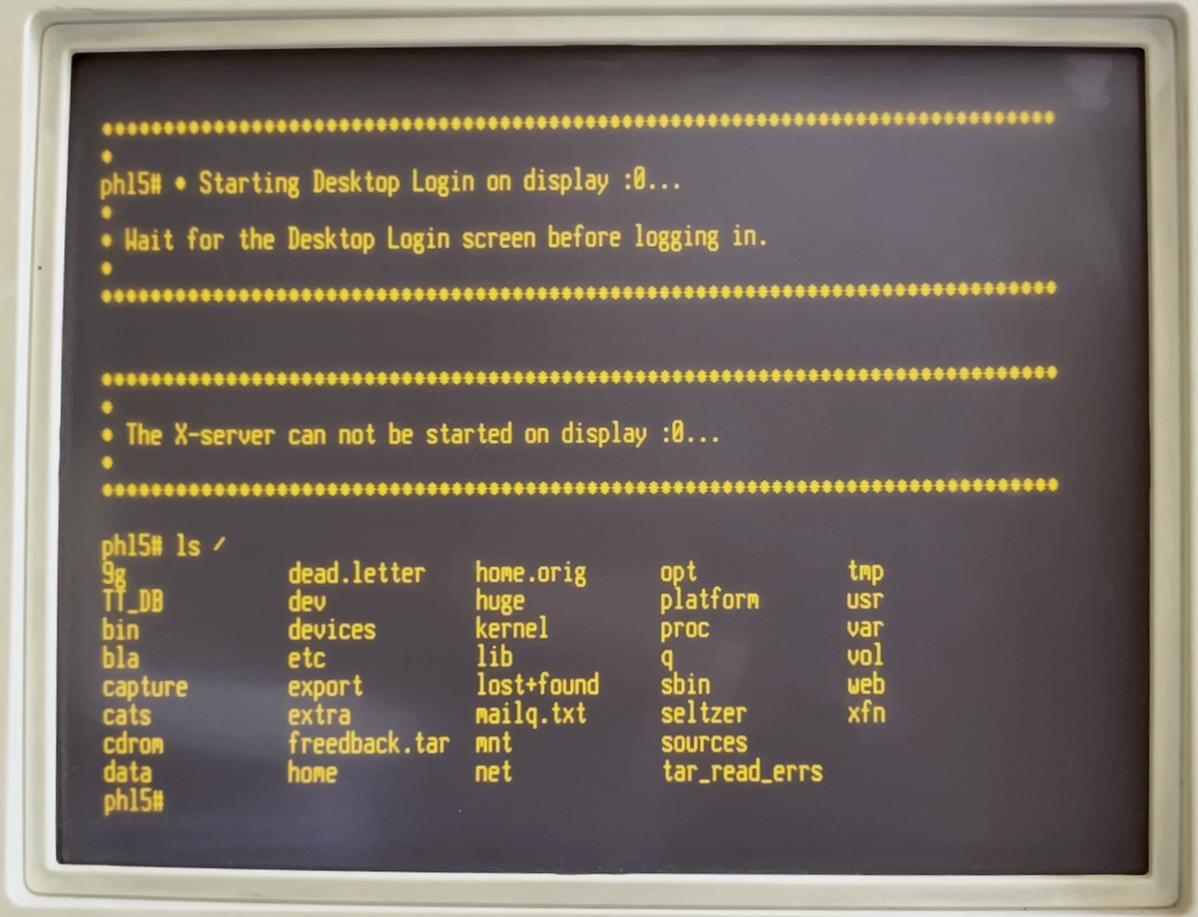 ******************************************************************************
*
phl5# * Starting Desktop Login on display :0...
*
* Wait for the Desktop Login screen before logging in.
*
******************************************************************************
******************************************************************************
*
* The X-server can not be started on display :0...
*
******************************************************************************
phl5# ls /
9g dead.letter home.orig opt tmp
TT_DB dev huge platform usr
bin devices kernel proc var
bla etc lib q vol
capture export lost+found sbin web
cats extra mailq.txt seltzer xfn
cdrom freedback.tar mnt sources
data home net tar_read_errs
phl5#